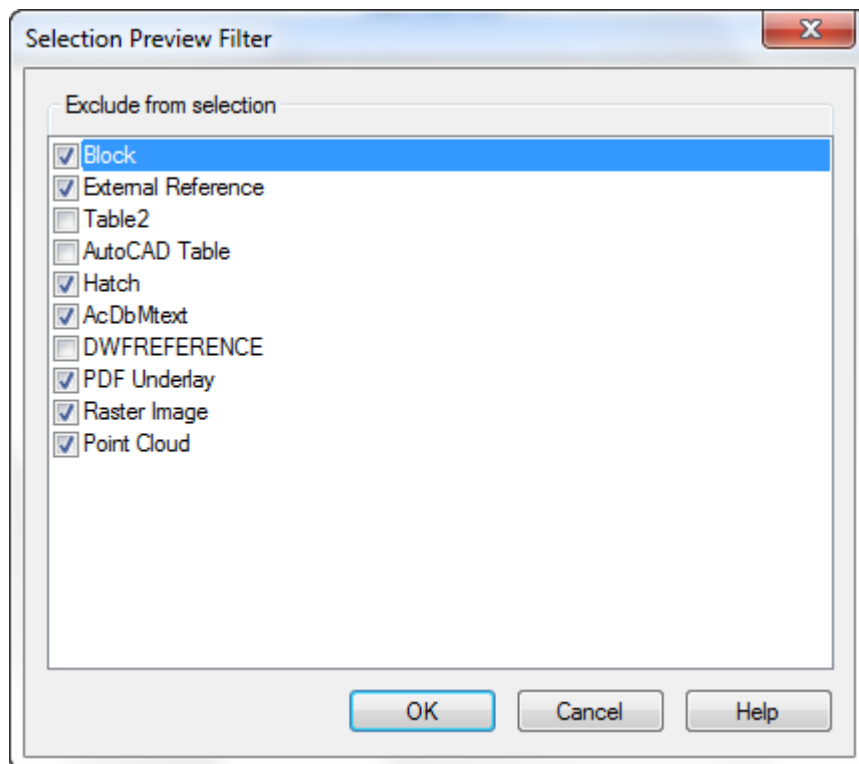 Selection Preview Filter
Exclude from selection
Block
External Reference
Table2
AutoCAD Table
Hatch
AcDbMtext
DWFREFERENCE
PDF Underlay
Raster Image
Point Cloud
OK Cancel Help